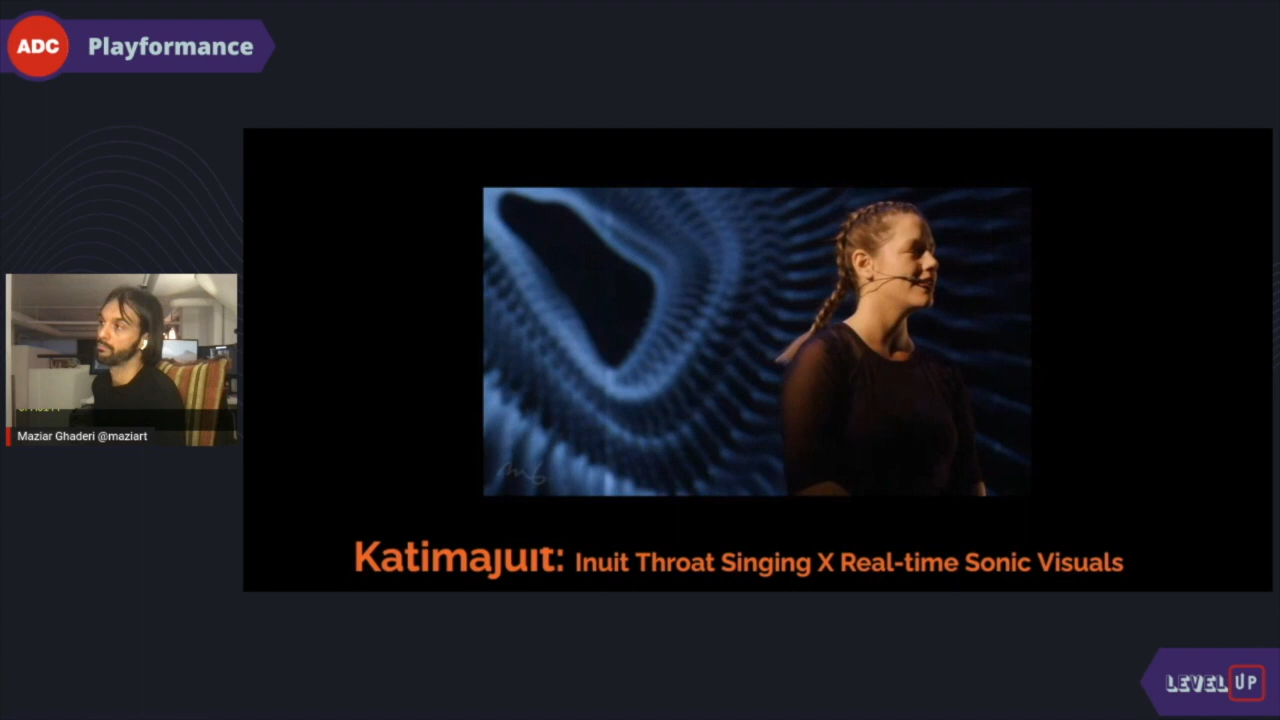 ADC Playformance
Maziar Ghaderi @maziart
Katimajuit: Inuit Throat Singing X Real-time Sonic Visuals
LEVEL UP